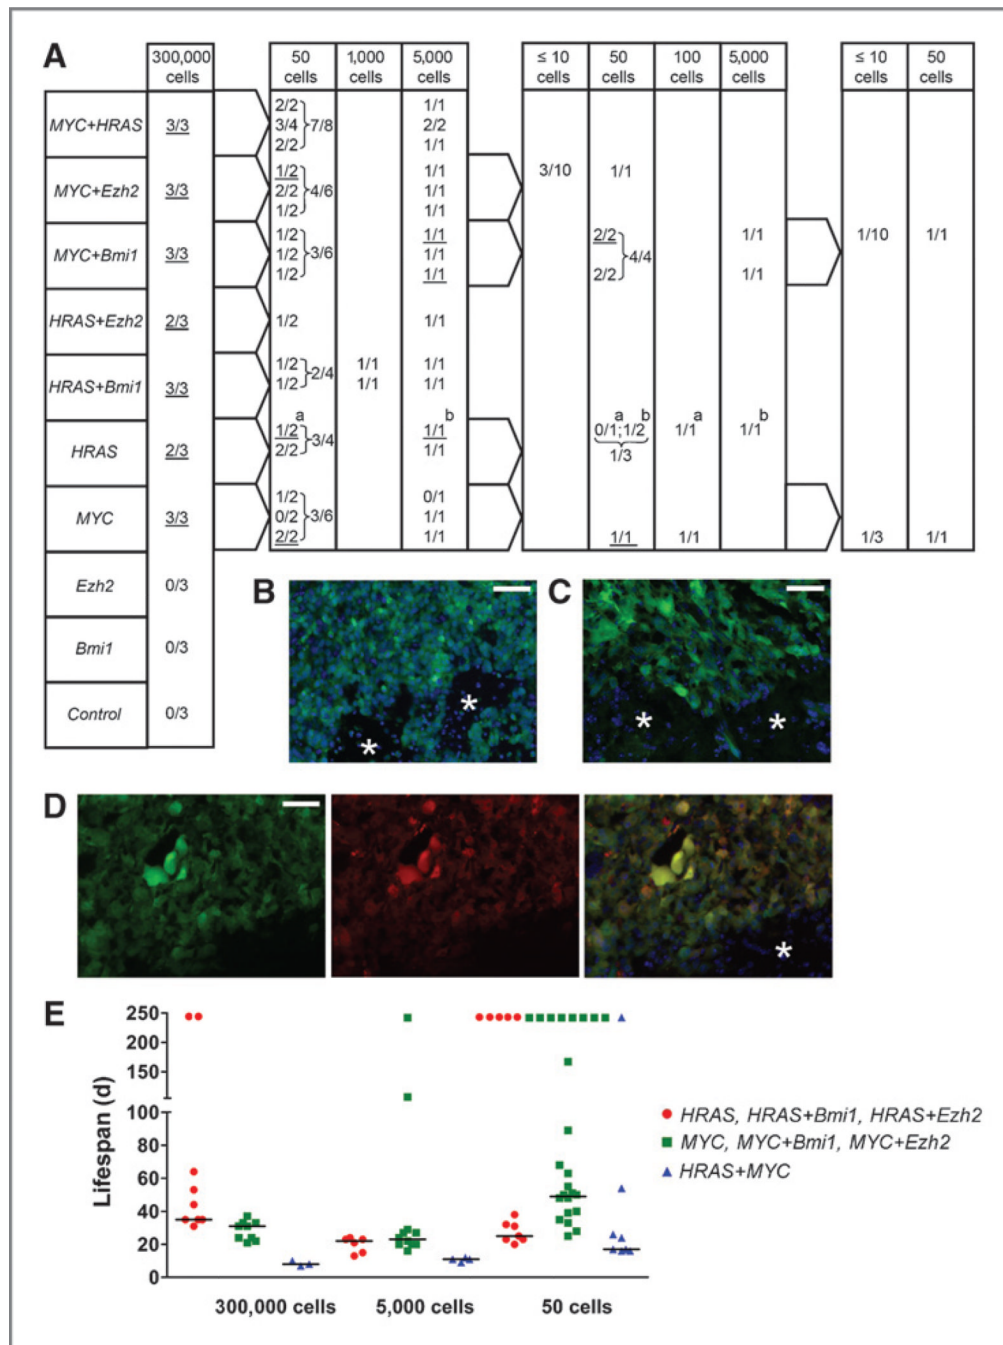 A
300,000 cells
50 cells
1,000 cells
5,000 cells
≤ 10 cells
50 cells
100 cells
5,000 cells
≤ 10 cells
50 cells
MYC+HRAS 3/3 2/2 3/4 2/2 7/8 1/1 2/2 1/1
MYC+Ezh2 3/3 1/2 2/2 1/2 4/6 1/1 1/1 1/1 3/10 1/1
MYC+Bmi1 3/3 1/2 1/2 1/2 3/6 1/1 1/1 1/1 2/2 2/2 4/4 1/1 1/1 1/10 1/1
HRAS+Ezh2 2/3 1/2 1/1
HRAS+Bmi1 3/3 1/2 1/2 2/4 1/1 1/1 1/1 1/1
HRAS 2/3 a 1/2 2/2 3/4 b 1/1 1/1 a b 0/1;1/2 1/3 a 1/1 b 1/1
MYC 3/3 1/2 0/2 2/2 3/6 0/1 1/1 1/1 1/1 1/1 1/3 1/1
Ezh2 0/3
Bmi1 0/3
Control 0/3
B
*
*
C
*
*
D
*
E
Lifespan (d)
250
200
150
100
80
60
40
20
0
300,000 cells
5,000 cells
50 cells
HRAS, HRAS+Bmi1, HRAS+Ezh2
MYC, MYC+Bmi1, MYC+Ezh2
HRAS+MYC